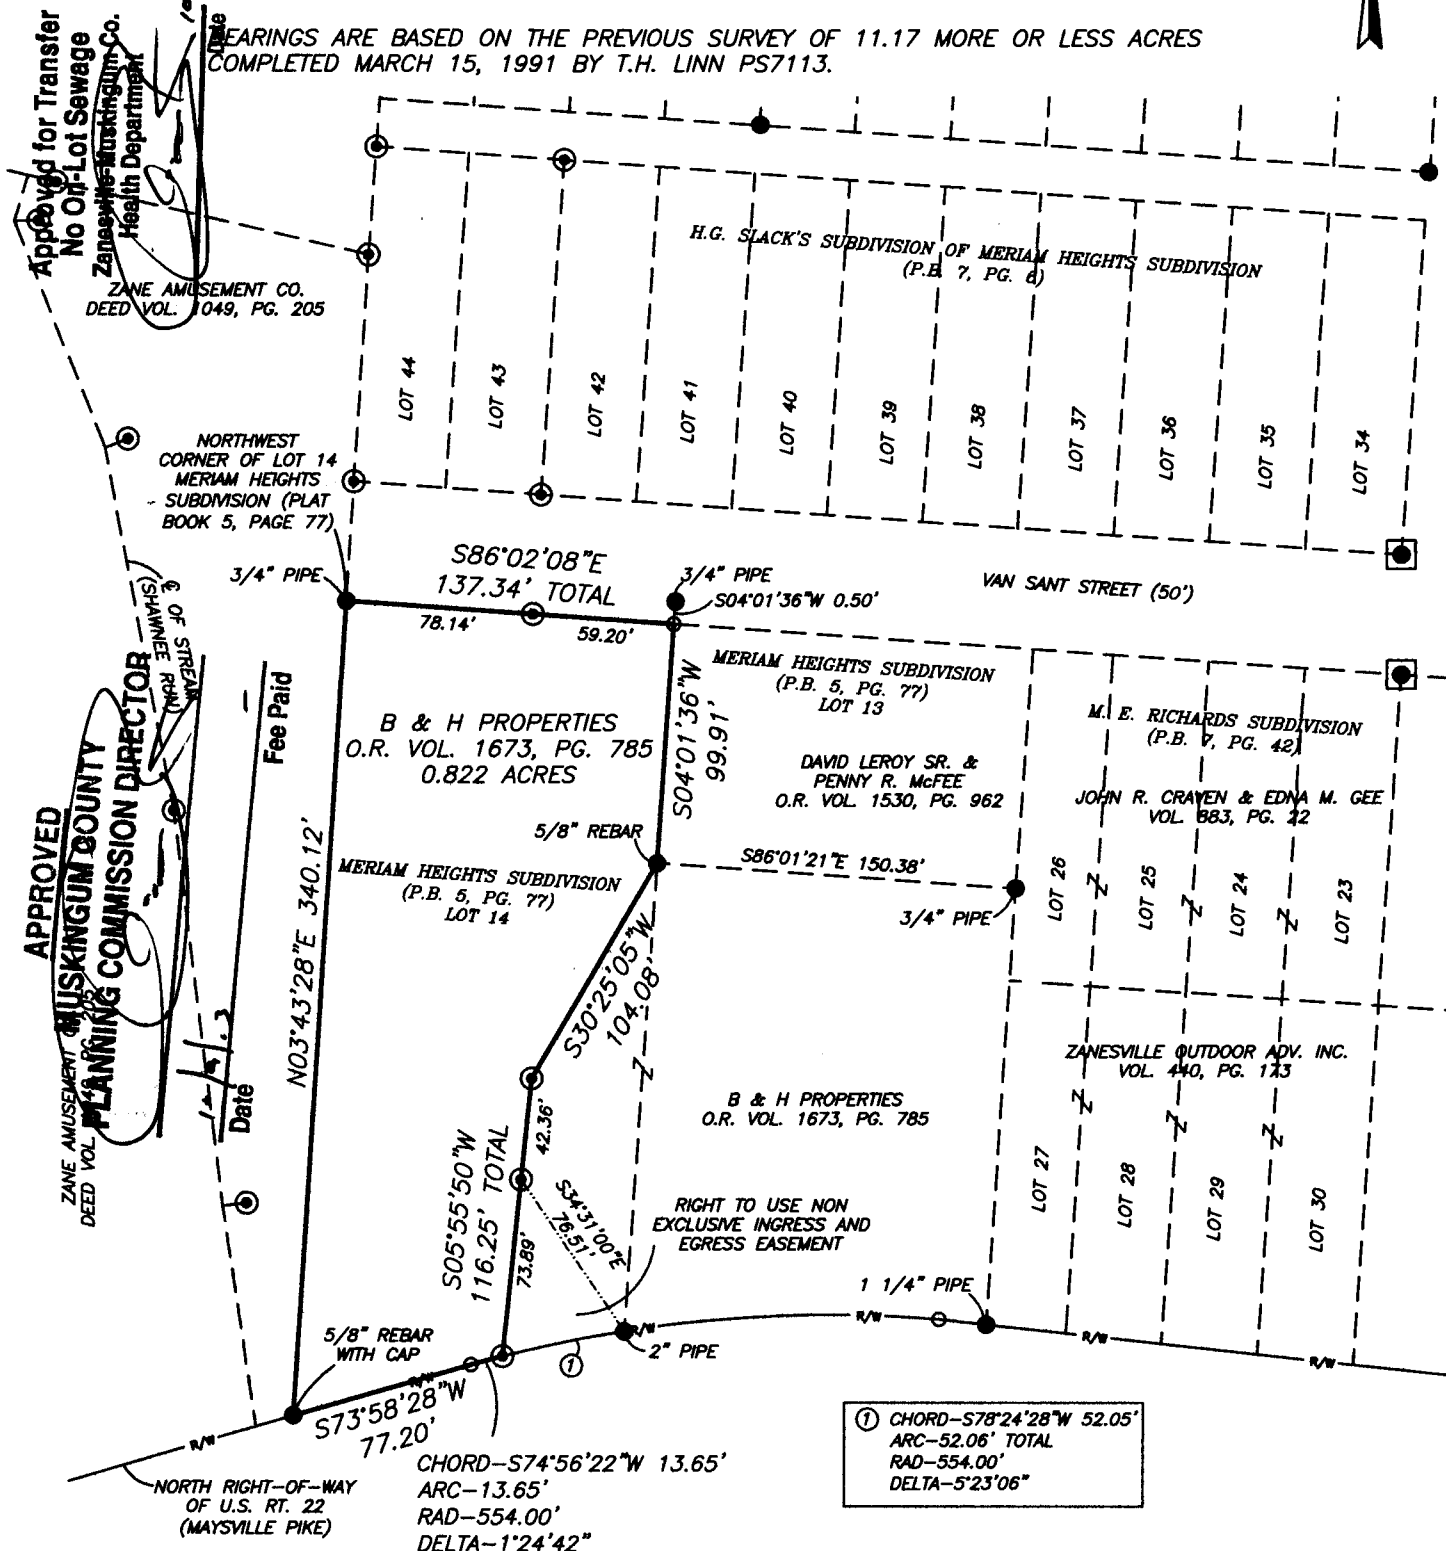 BEARINGS ARE BASED ON THE PREVIOUS SURVEY OF 11.17 MORE OR LESS ACRES
COMPLETED MARCH 15, 1991 BY T.H. LINN PS7113.
Approved for Transfer
No On-Lot Sewage
Zanesville-Muskingum Co.
Health Department
Date
ZANE AMUSEMENT CO.
DEED VOL. 1049, PG. 205
H.G. SLACK'S SUBDIVISION OF MERIAM HEIGHTS SUBDIVISION
(P.B. 7, PG. 8)
LOT 44
LOT 43
LOT 42
LOT 41
LOT 40
LOT 39
LOT 38
LOT 37
LOT 36
LOT 35
LOT 34
NORTHWEST
CORNER OF LOT 14
MERIAM HEIGHTS
SUBDIVISION (PLAT
BOOK 5, PAGE 77)
S86°02'08"E
137.34' TOTAL
3/4" PIPE
78.14'
59.20'
3/4" PIPE
S04°01'36"W 0.50'
VAN SANT STREET (50')
℄ OF STREAM
(SHAWNEE RUN)
APPROVED
MUSKINGUM COUNTY
PLANNING COMMISSION DIRECTOR
Fee Paid
Date
ZANE AMUSEMENT
DEED VOL.
PG. 205
B & H PROPERTIES
O.R. VOL. 1673, PG. 785
0.822 ACRES
S04°01'36"W
99.91'
MERIAM HEIGHTS SUBDIVISION
(P.B. 5, PG. 77)
LOT 13
DAVID LEROY SR. &
PENNY R. McFEE
O.R. VOL. 1530, PG. 962
M. E. RICHARDS SUBDIVISION
(P.B. 7, PG. 42)
JOHN R. CRAVEN & EDNA M. GEE
VOL. 883, PG. 22
5/8" REBAR
S86°01'21"E 150.38'
3/4" PIPE
LOT 26
LOT 25
LOT 24
LOT 23
N03°43'28"E 340.12'
MERIAM HEIGHTS SUBDIVISION
(P.B. 5, PG. 77)
LOT 14
S30°25'05"W
104.08'
Z
Z
Z
Z
ZANESVILLE OUTDOOR ADV. INC.
VOL. 440, PG. 173
B & H PROPERTIES
O.R. VOL. 1673, PG. 785
Z
Z
Z
LOT 27
LOT 28
LOT 29
LOT 30
S05°55'50"W
116.25' TOTAL
42.36'
73.89'
S34°31'00"E
76.51'
RIGHT TO USE NON
EXCLUSIVE INGRESS AND
EGRESS EASEMENT
1 1/4" PIPE
R/W
R/W
R/W
R/W
5/8" REBAR
WITH CAP
2" PIPE
1
R/W
S73°58'28"W
77.20'
R/W
NORTH RIGHT-OF-WAY
OF U.S. RT. 22
(MAYSVILLE PIKE)
CHORD-S74°56'22"W 13.65'
ARC-13.65'
RAD-554.00'
DELTA-1°24'42"
1 CHORD-S78°24'28"W 52.05'
ARC-52.06' TOTAL
RAD-554.00'
DELTA-5°23'06"